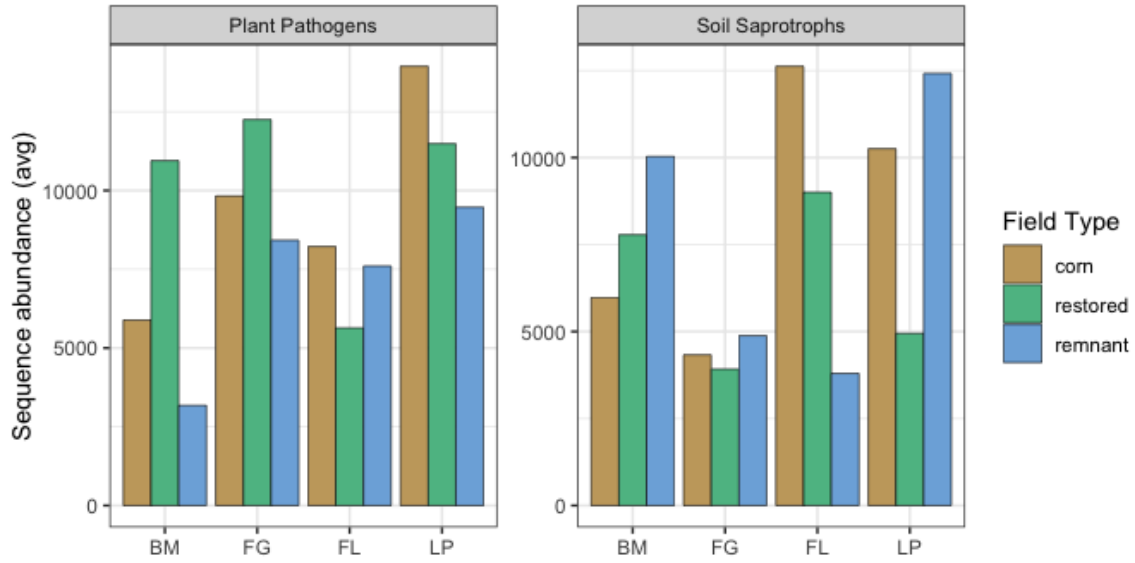 Plant Pathogens
Soil Saprotrophs
Sequence abundance (avg)
10000
5000
0
BM FG FL LP
10000
5000
0
BM FG FL LP
Field Type
corn
restored
remnant